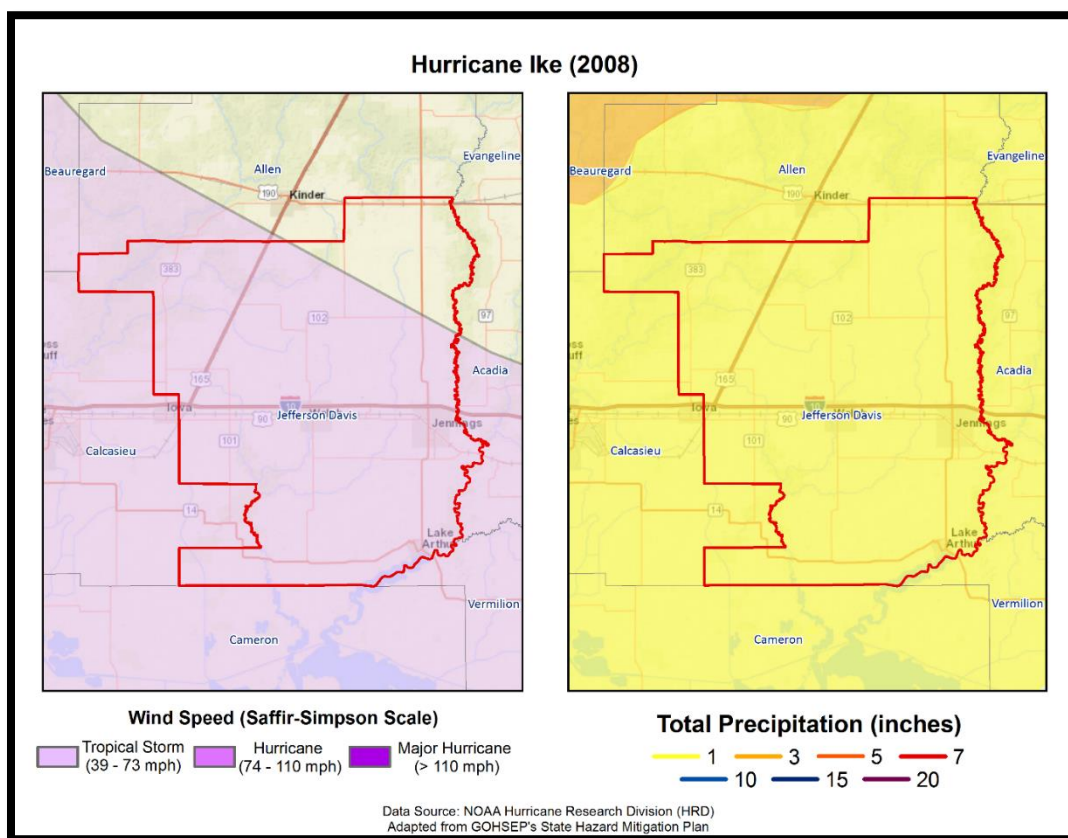 Hurricane Ike (2008)
Evangeline
Allen
Beauregard
190
Kinder
383
102
97
Acadia
165
Iowa
10
90
Jefferson Davis
Jennings
101
Calcasieu
14
Lake
Vermilion
Cameron
Evangeline
Allen
Beauregard
190
Kinder
383
102
97
Acadia
165
Iowa
10
90
Jefferson Davis
Jennings
101
Calcasieu
14
Lake
Vermilion
Cameron
Wind Speed (Saffir-Simpson Scale)
Tropical Storm
(39 - 73 mph)
Hurricane
(74 - 110 mph)
Major Hurricane
(> 110 mph)
Total Precipitation (inches)
1 3 5 7
10 15 20
Data Source: NOAA Hurricane Research Division (HRD)
Adapted from GOHSEP's State Hazard Mitigation Plan